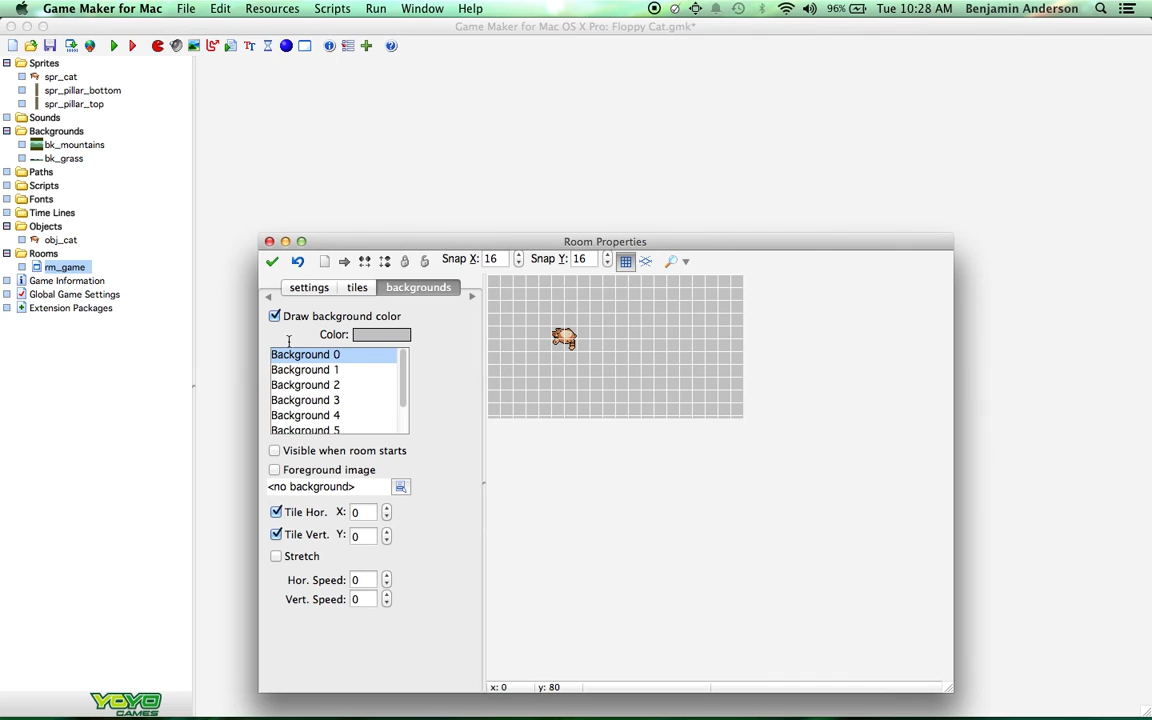 Game Maker for Mac File Edit Resources Scripts Run Window Help 96% Tue 10:28 AM Benjamin Anderson
Game Maker for Mac OS X Pro: Floppy Cat.gmk*
Sprites
spr_cat
spr_pillar_bottom
spr_pillar_top
Sounds
Backgrounds
bk_mountains
bk_grass
Paths
Scripts
Fonts
Time Lines
Objects
obj_cat
Rooms
rm_game
Game Information
Global Game Settings
Extension Packages
YOYO
GAMES
Room Properties
Snap X: 16 Snap Y: 16
settings tiles backgrounds
Draw background color
Color:
Background 0
Background 1
Background 2
Background 3
Background 4
Background 5
Visible when room starts
Foreground image
<no background>
Tile Hor. X: 0
Tile Vert. Y: 0
Stretch
Hor. Speed: 0
Vert. Speed: 0
x: 0 y: 80